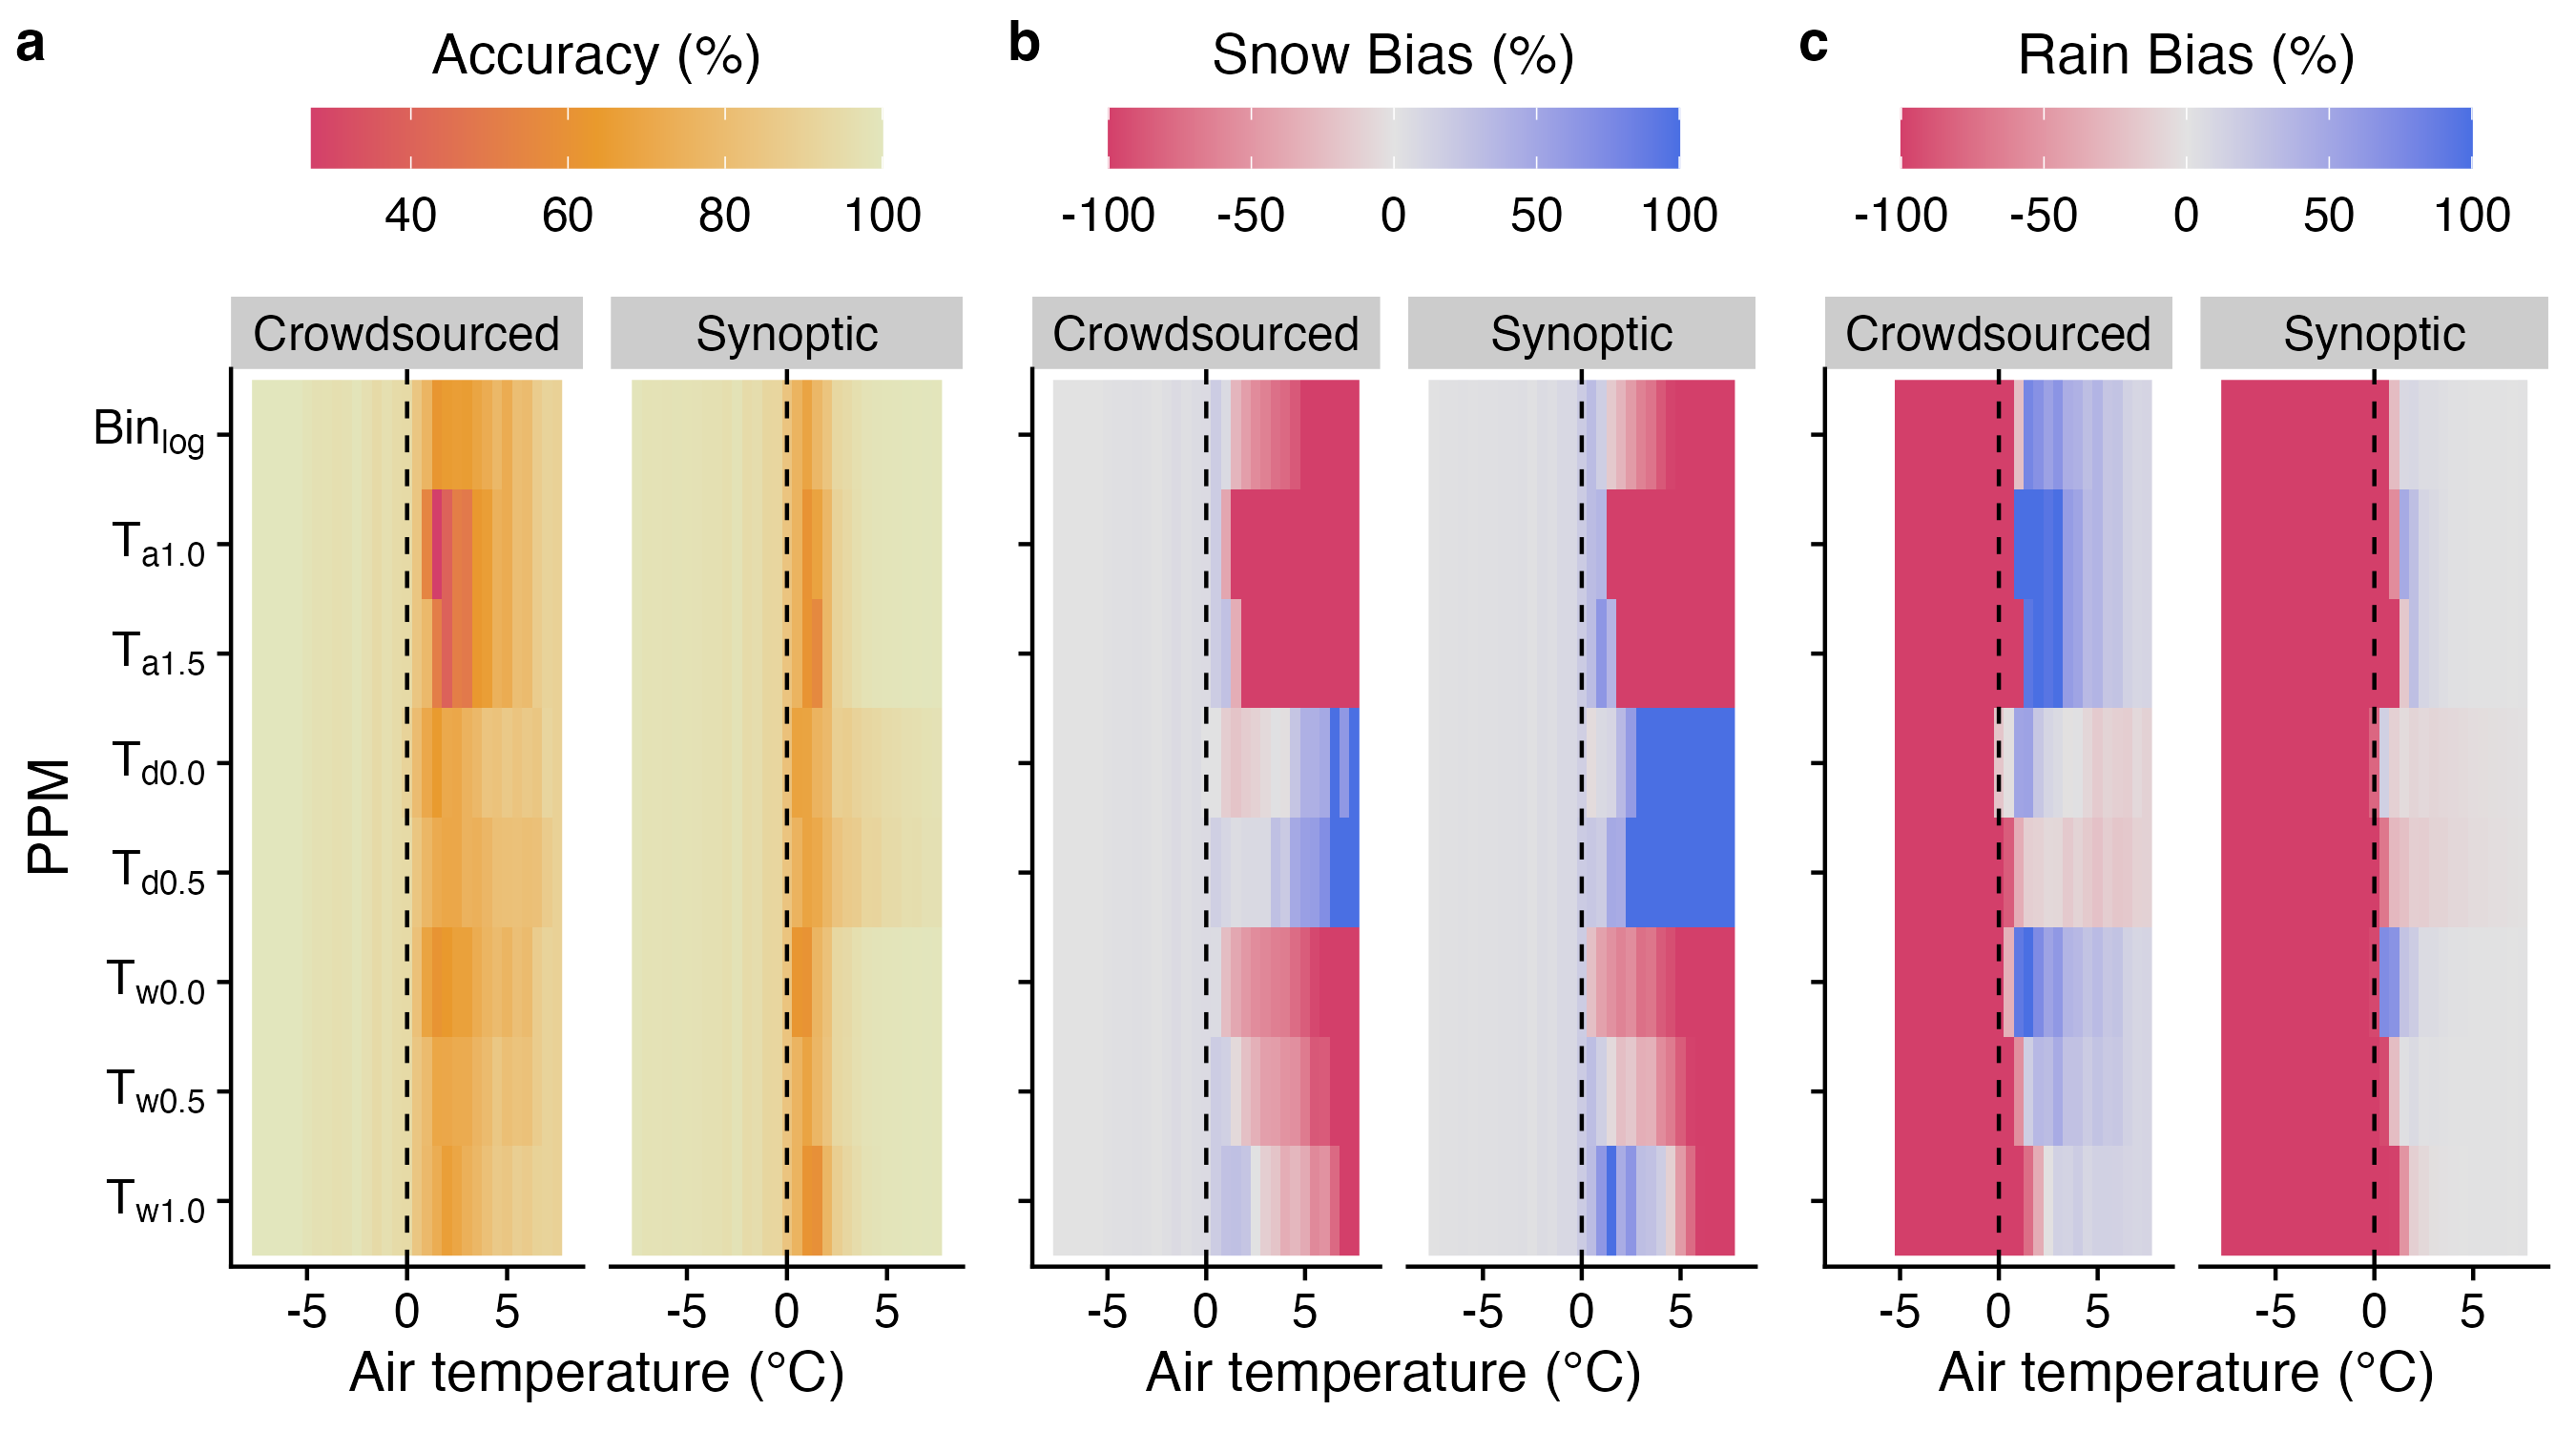 a Accuracy (%) b Snow Bias (%) c Rain Bias (%)
40 60 80 100 -100 -50 0 50 100 -100 -50 0 50 100
Crowdsourced Synoptic Crowdsourced Synoptic Crowdsourced Synoptic
PPM
Binlog
Ta1.0
Ta1.5
Td0.0
Td0.5
Tw0.0
Tw0.5
Tw1.0
-5 0 5 -5 0 5 -5 0 5 -5 0 5 -5 0 5 -5 0 5
Air temperature (°C) Air temperature (°C) Air temperature (°C)